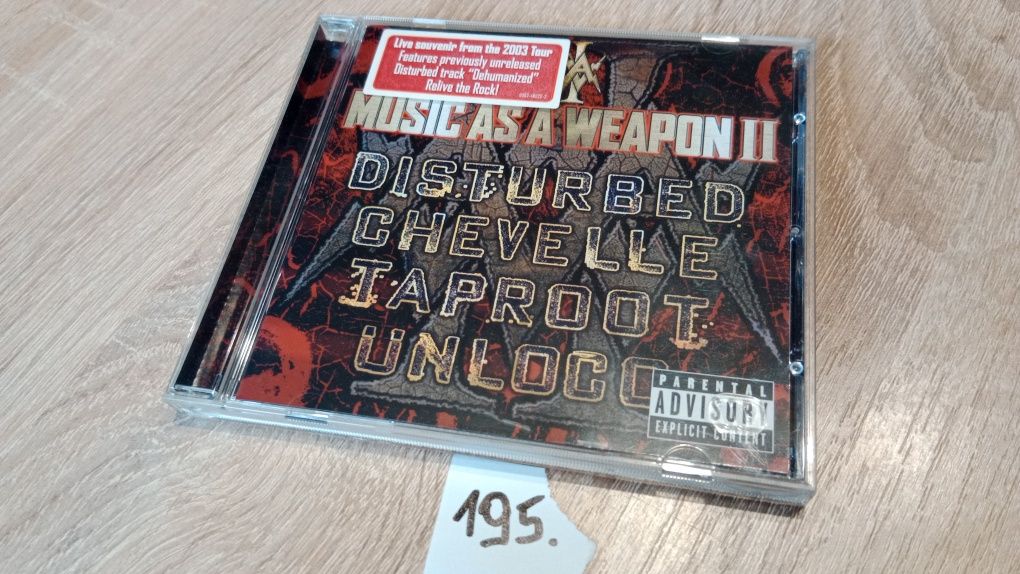 Live souvenir from the 2003 Tour
Features previously unreleased
Disturbed track "Dehumanized"
Relive the Rock!
MUSIC AS A WEAPON II
DISTURBED
CHEVELLE
TAPROOT
UNLOCO
PARENTAL
ADVISORY
EXPLICIT CONTENT
195.